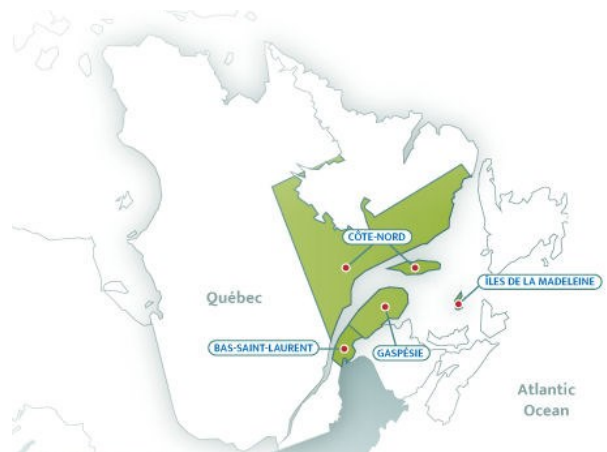 CÔTE-NORD
ÎLES DE LA MADELEINE
Québec
BAS-SAINT-LAURENT
GASPÉSIE
Atlantic
Ocean